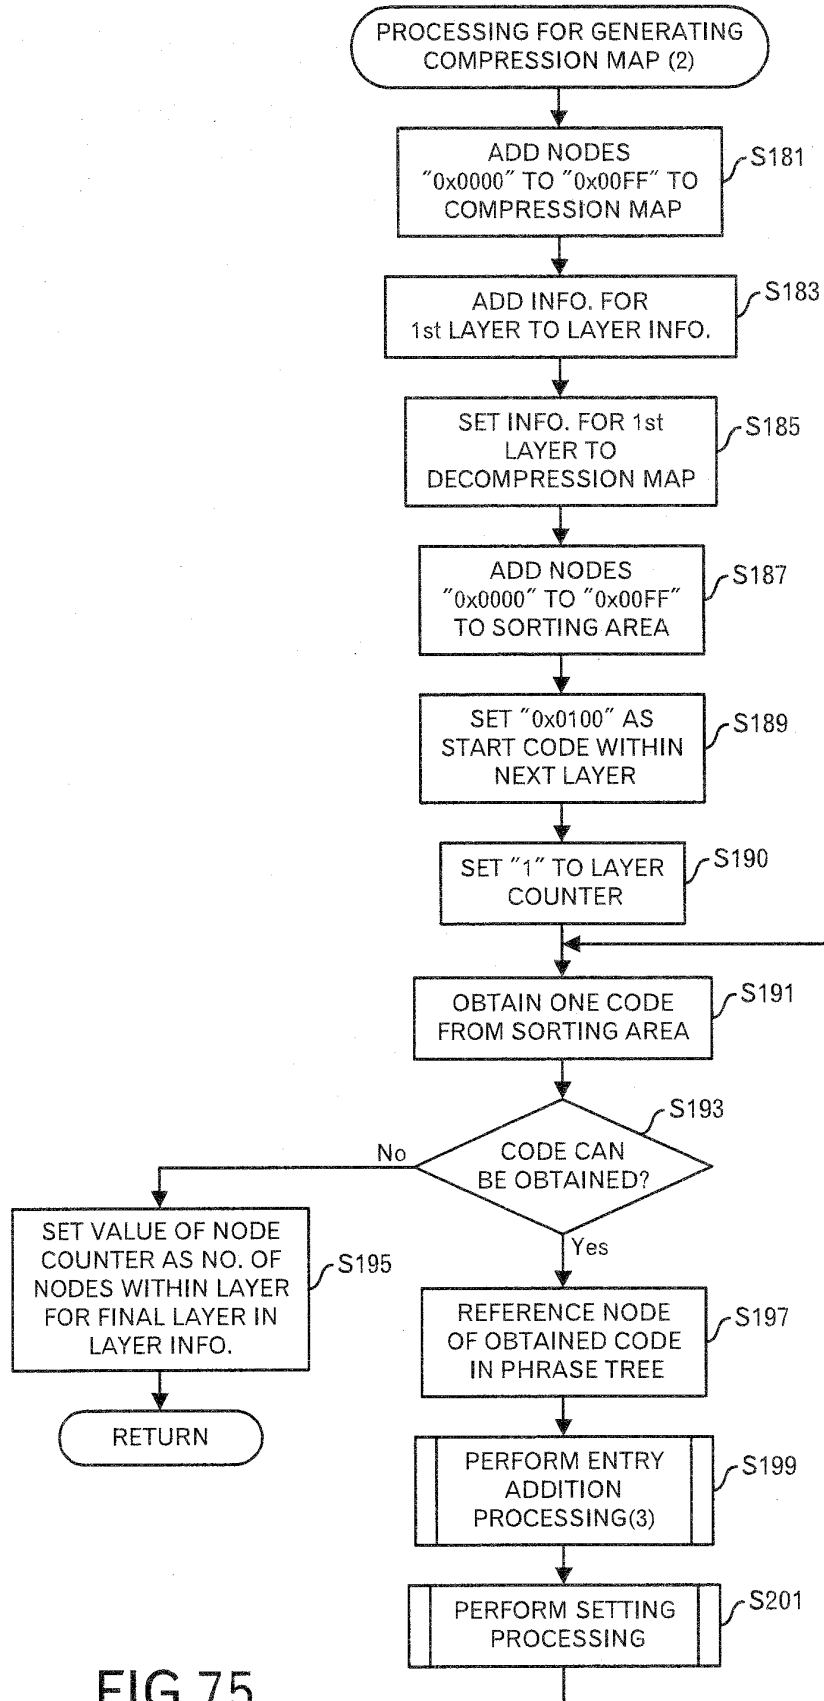 PROCESSING FOR GENERATING
COMPRESSION MAP (2)
ADD NODES
"0x0000" TO "0x00FF" TO
COMPRESSION MAP
S181
ADD INFO. FOR
1st LAYER TO LAYER INFO.
S183
SET INFO. FOR 1st
LAYER TO
DECOMPRESSION MAP
S185
ADD NODES
"0x0000" TO "0x00FF"
TO SORTING AREA
S187
SET "0x0100" AS
START CODE WITHIN
NEXT LAYER
S189
SET "1" TO LAYER
COUNTER
S190
OBTAIN ONE CODE
FROM SORTING AREA
S191
CODE CAN
BE OBTAINED?
S193
No
Yes
SET VALUE OF NODE
COUNTER AS NO. OF
NODES WITHIN LAYER
FOR FINAL LAYER IN
LAYER INFO.
S195
RETURN
REFERENCE NODE
OF OBTAINED CODE
IN PHRASE TREE
S197
PERFORM ENTRY
ADDITION
PROCESSING(3)
S199
PERFORM SETTING
PROCESSING
S201
FIG.75